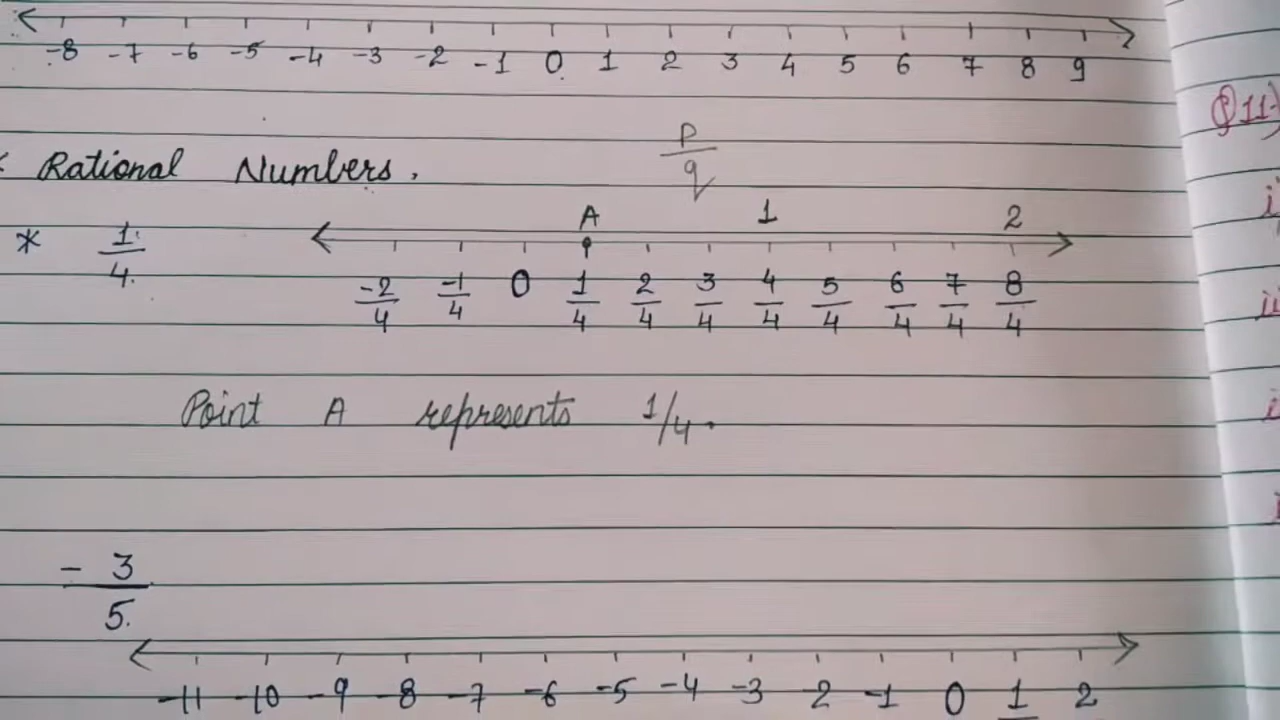 -8 -7 -6 -5 -4 -3 -2 -1 0 1 2 3 4 5 6 7 8 9
Rational Numbers.
p/q
A 1 2
* 1/4.
-2/4 -1/4 0 1/4 2/4 3/4 4/4 5/4 6/4 7/4 8/4
Point A represents 1/4.
-3/5.
-11 -10 -9 -8 -7 -6 -5 -4 -3 -2 -1 0 1 2
Q11)